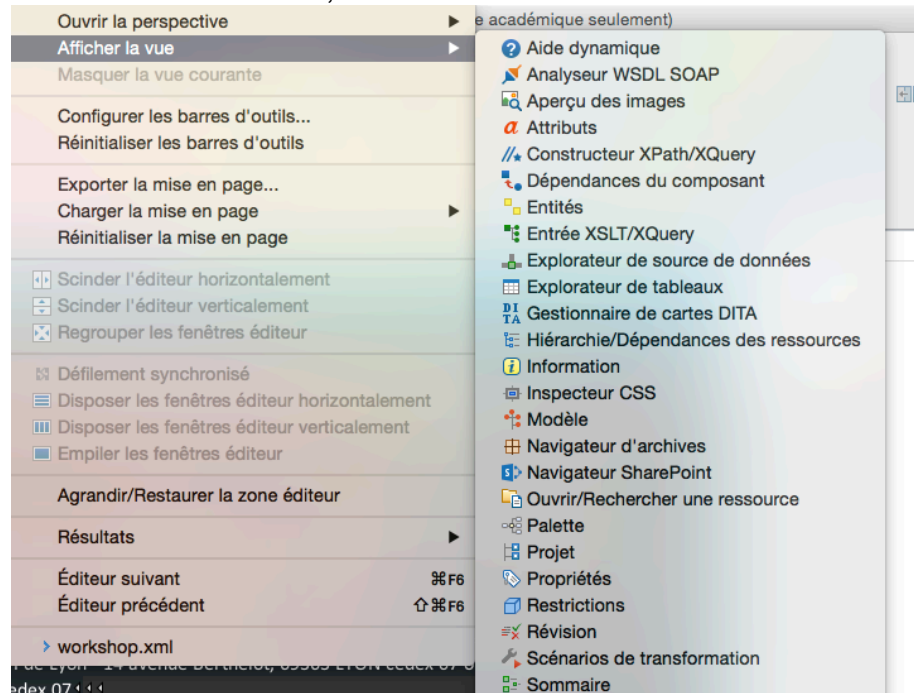 Ouvrir la perspective
Afficher la vue
Masquer la vue courante
Configurer les barres d'outils...
Réinitialiser les barres d'outils
Exporter la mise en page...
Charger la mise en page
Réinitialiser la mise en page
Scinder l'éditeur horizontalement
Scinder l'éditeur verticalement
Regrouper les fenêtres éditeur
Défilement synchronisé
Disposer les fenêtres éditeur horizontalement
Disposer les fenêtres éditeur verticalement
Empiler les fenêtres éditeur
Agrandir/Restaurer la zone éditeur
Résultats
Éditeur suivant ⌘F6
Éditeur précédent ⇧⌘F6
workshop.xml
edex 07
académique seulement)
Aide dynamique
Analyseur WSDL SOAP
Aperçu des images
Attributs
Constructeur XPath/XQuery
Dépendances du composant
Entités
Entrée XSLT/XQuery
Explorateur de source de données
Explorateur de tableaux
Gestionnaire de cartes DITA
Hiérarchie/Dépendances des ressources
Information
Inspecteur CSS
Modèle
Navigateur d'archives
Navigateur SharePoint
Ouvrir/Rechercher une ressource
Palette
Projet
Propriétés
Restrictions
Révision
Scénarios de transformation
Sommaire